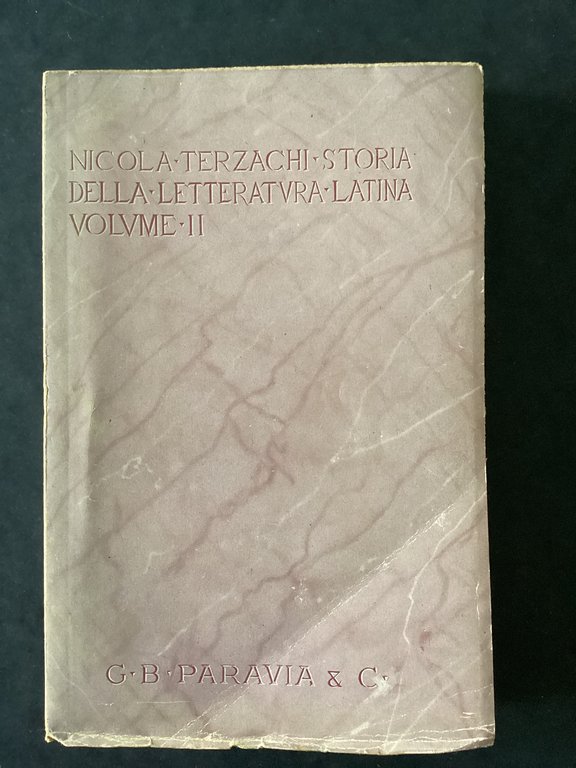 NICOLA·TERZACHI·STORIA
DELLA·LETTERATVRA·LATINA
VOLVME·II
G·B·PARAVIA & C·